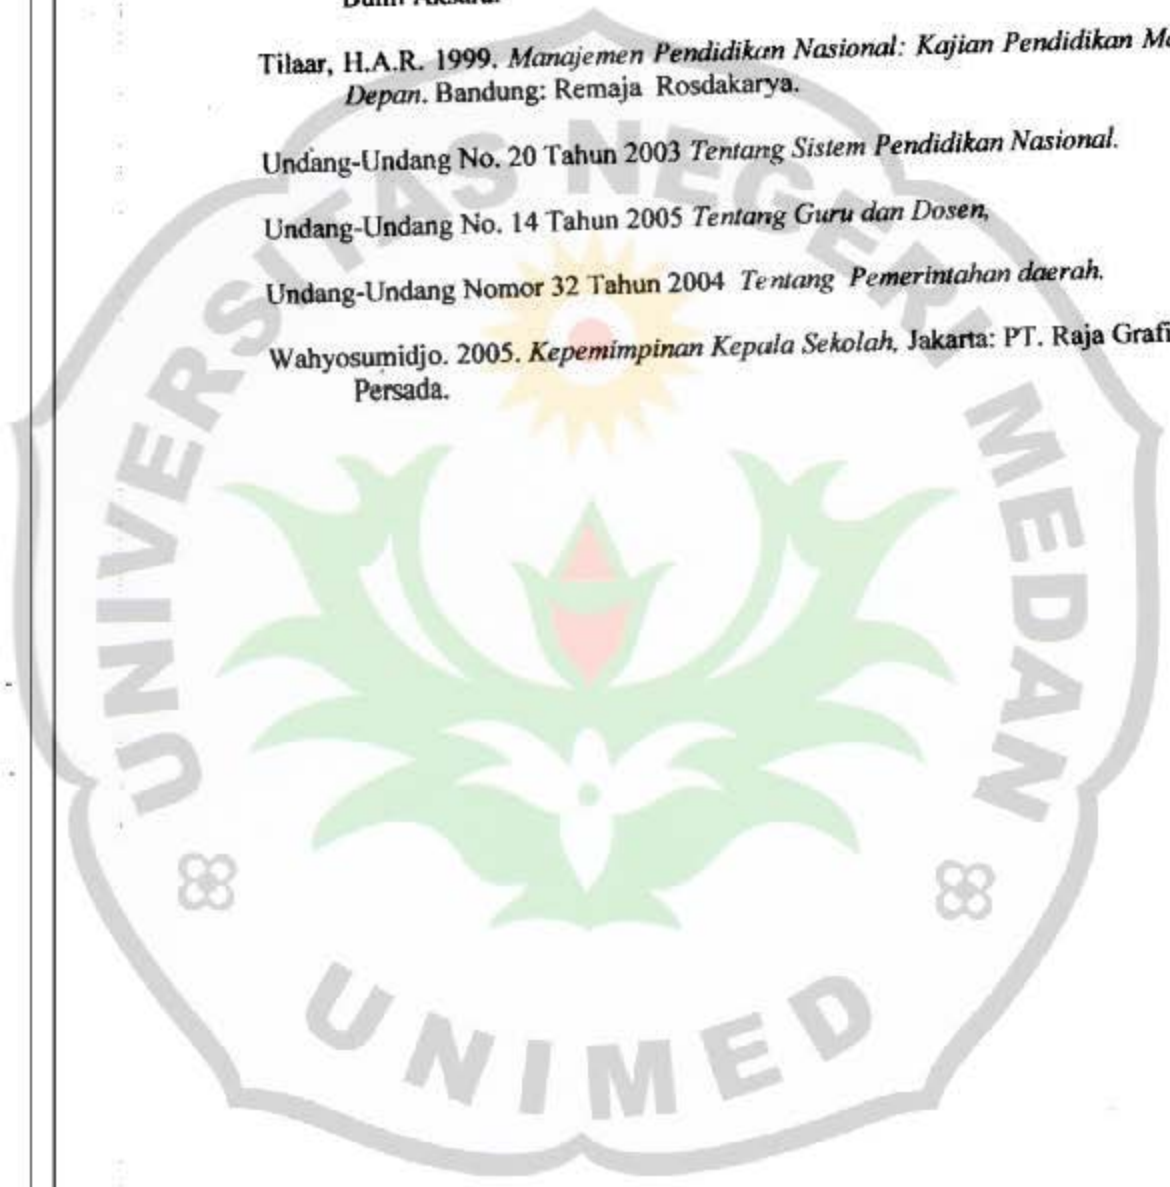 Tilaar, H.A.R. 1999. Manajemen Pendidikan Nasional: Kajian Pendidikan
Depan. Bandung: Remaja Rosdakarya.
Undang-Undang No. 20 Tahun 2003 Tentang Sistem Pendidikan Nasional.
Undang-Undang No. 14 Tahun 2005 Tentang Guru dan Dosen,
Undang-Undang Nomor 32 Tahun 2004 Tentang Pemerintahan daerah.
Wahyosumidjo. 2005. Kepemimpinan Kepala Sekolah, Jakarta: PT. Raja Grafi
Persada.
UNIVERSITAS NEGERI MEDAN
UNIMED